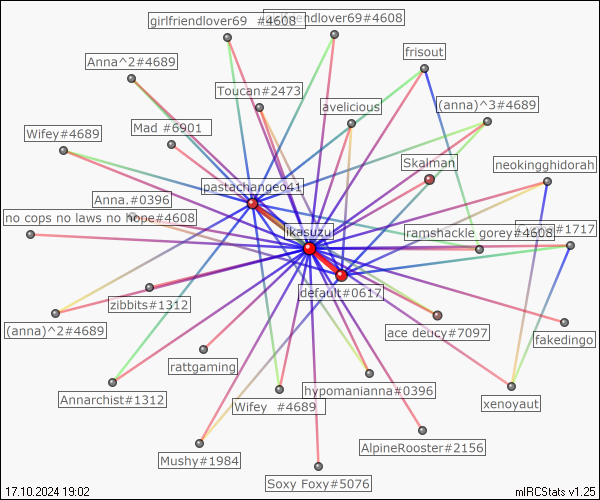 girlfriendlover69 #4608
friendlover69#4608
frisout
Anna^2#4689
Toucan#2473
avelicious
(anna)^3#4689
Wifey#4689
Mad #6901
Skalman
neokingghidorah
pastachangeo41
Anna.#0396
no cops no laws no hope#4608
likasuzu
ramshackle gorey#4608
#1717
default#0617
zibbits#1312
(anna)^2#4689
ace deucy#7097
fakedingo
rattgaming
hypomanianna#0396
Annarchist#1312
Wifey #4689
xenoyaut
AlpineRooster#2156
Mushy#1984
Soxy Foxy#5076
17.10.2024 19:02
mIRCStats v1.25